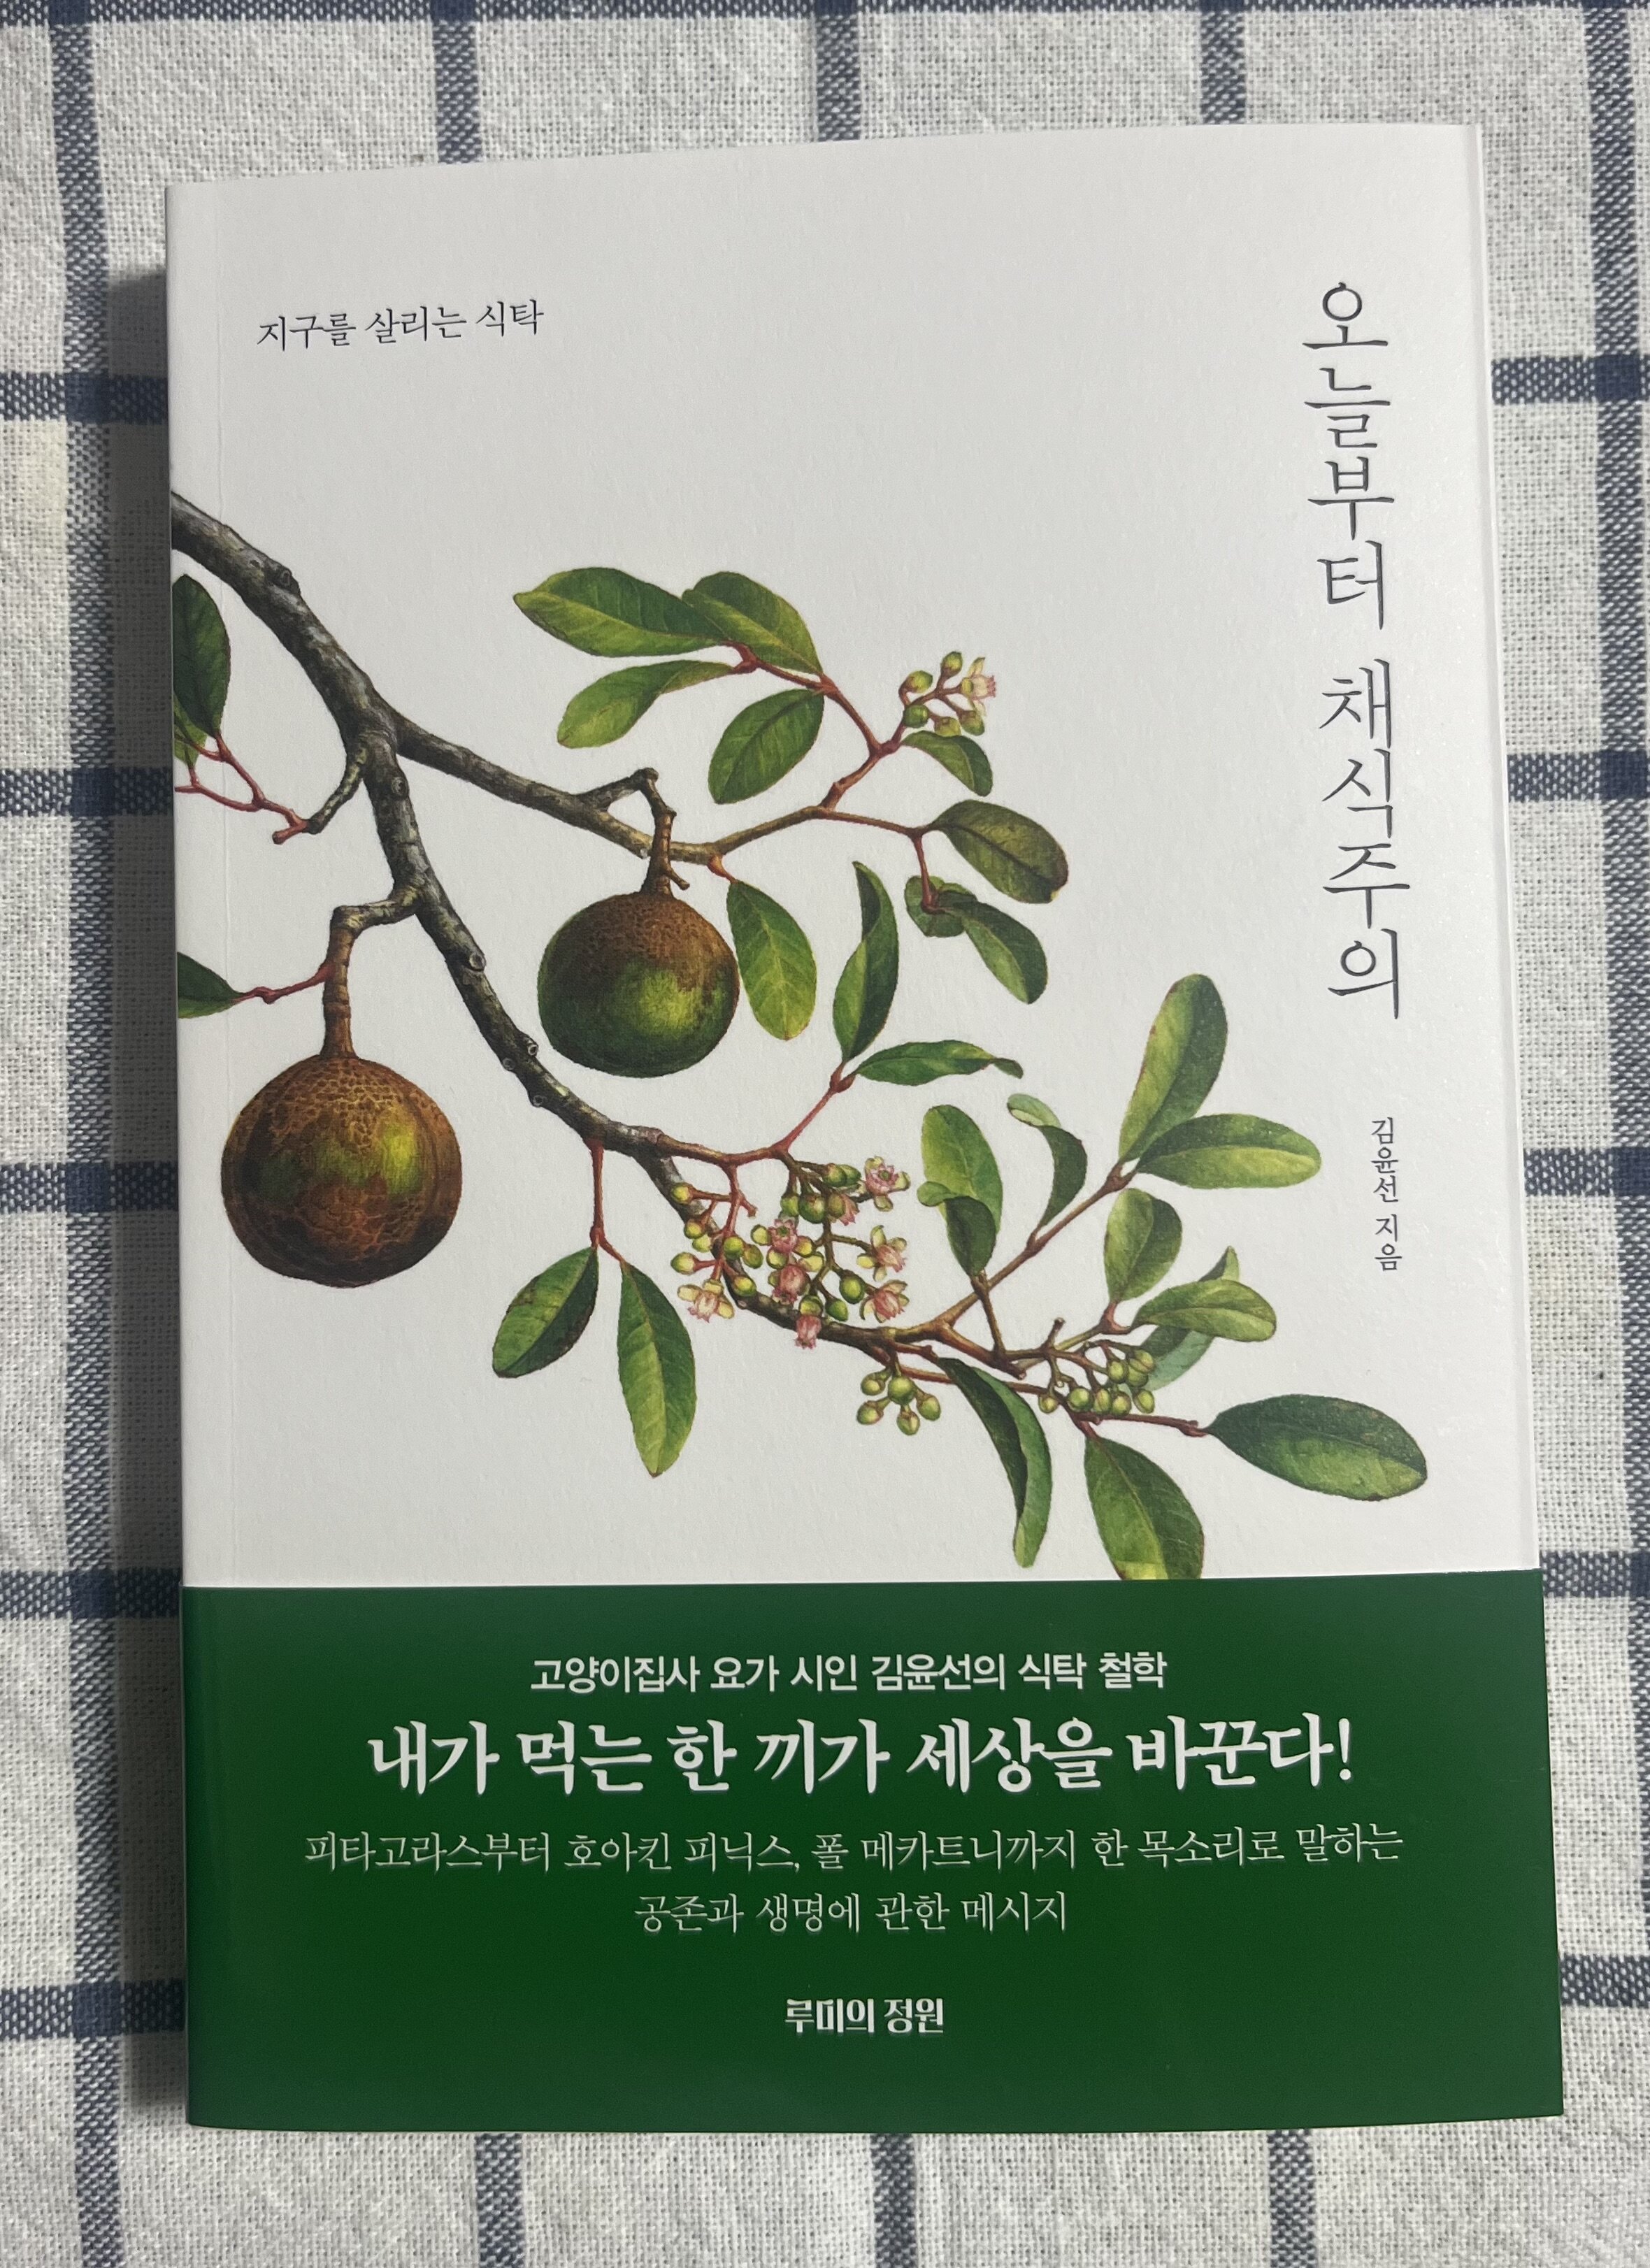 지구를 살리는 식탁
오늘부터 채식주의
김윤선 지음
고양이집사 요가 시인 김윤선의 식탁 철학
내가 먹는 한 끼가 세상을 바꾼다!
피타고라스부터 호아킨 피닉스, 폴 메카트니까지 한 목소리로 말하는
공존과 생명에 관한 메시지
루미의 정원